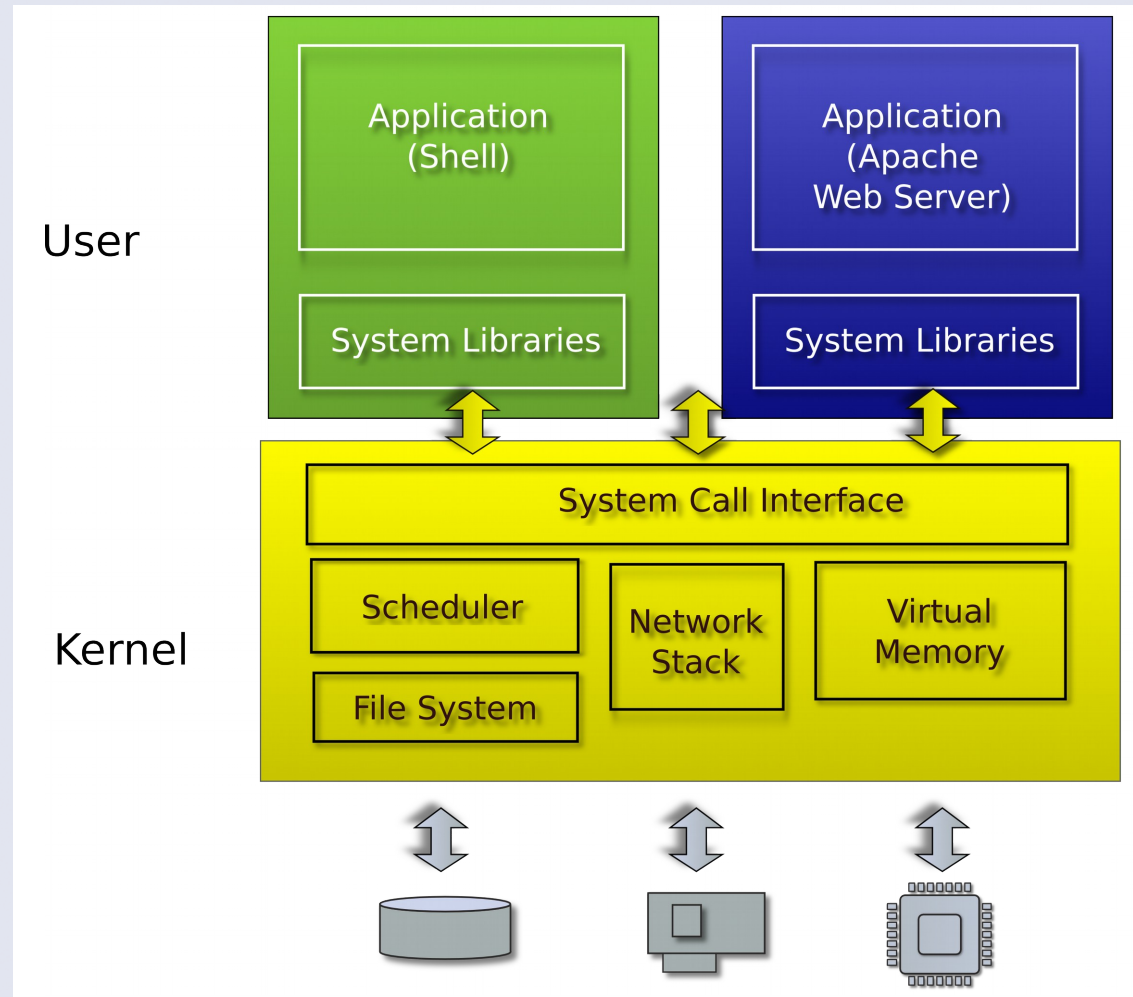 Application
(Shell)
Application
(Apache
Web Server)
User
System Libraries
System Libraries
System Call Interface
Scheduler
Network
Stack
Virtual
Memory
Kernel
File System